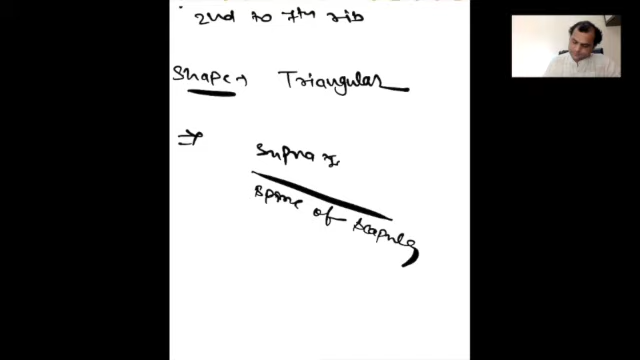 • 2nd to 7th rib
Shape → Triangular
⇒
Supra
Spine of Scapula